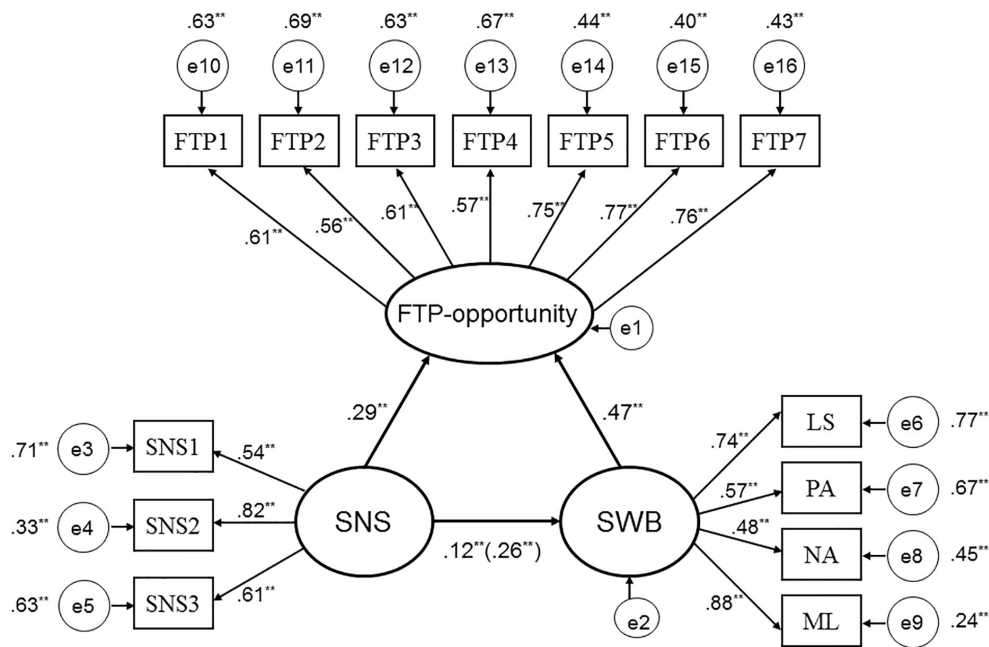 .63** .69** .63** .67** .44** .40** .43**
e10 e11 e12 e13 e14 e15 e16
FTP1 FTP2 FTP3 FTP4 FTP5 FTP6 FTP7
.61** .56** .61** .57** .75** .77** .76**
FTP-opportunity
e1
.29** .47**
.71** e3 SNS1 .54**
.33** e4 SNS2 .82**
.63** e5 SNS3 .61**
SNS
.12**(.26**)
SWB
e2
.74** LS e6 .77**
.57** PA e7 .67**
.48** NA e8 .45**
.88** ML e9 .24**